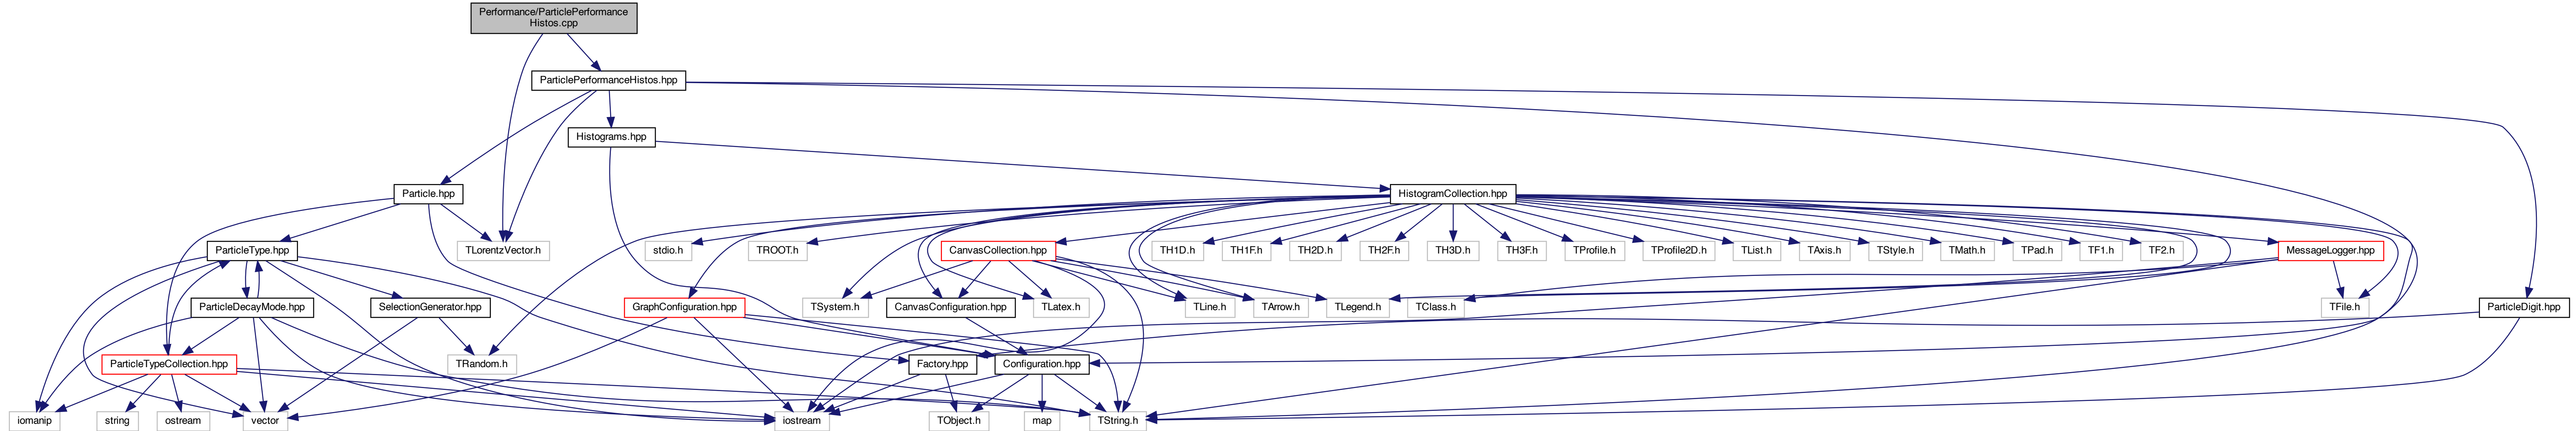 Performance/ParticlePerformance
Histos.cpp
ParticlePerformanceHistos.hpp
Histograms.hpp
Particle.hpp
HistogramCollection.hpp
ParticleType.hpp
TLorentzVector.h
stdio.h
TROOT.h
CanvasCollection.hpp
TH1D.h
TH1F.h
TH2D.h
TH2F.h
TH3D.h
TH3F.h
TProfile.h
TProfile2D.h
TList.h
TAxis.h
TStyle.h
TMath.h
TPad.h
TF1.h
TF2.h
MessageLogger.hpp
ParticleDecayMode.hpp
SelectionGenerator.hpp
GraphConfiguration.hpp
TSystem.h
CanvasConfiguration.hpp
TLatex.h
TLine.h
TArrow.h
TLegend.h
TClass.h
TFile.h
ParticleDigit.hpp
ParticleTypeCollection.hpp
TRandom.h
Factory.hpp
Configuration.hpp
iomanip
string
ostream
vector
iostream
TObject.h
map
TString.h